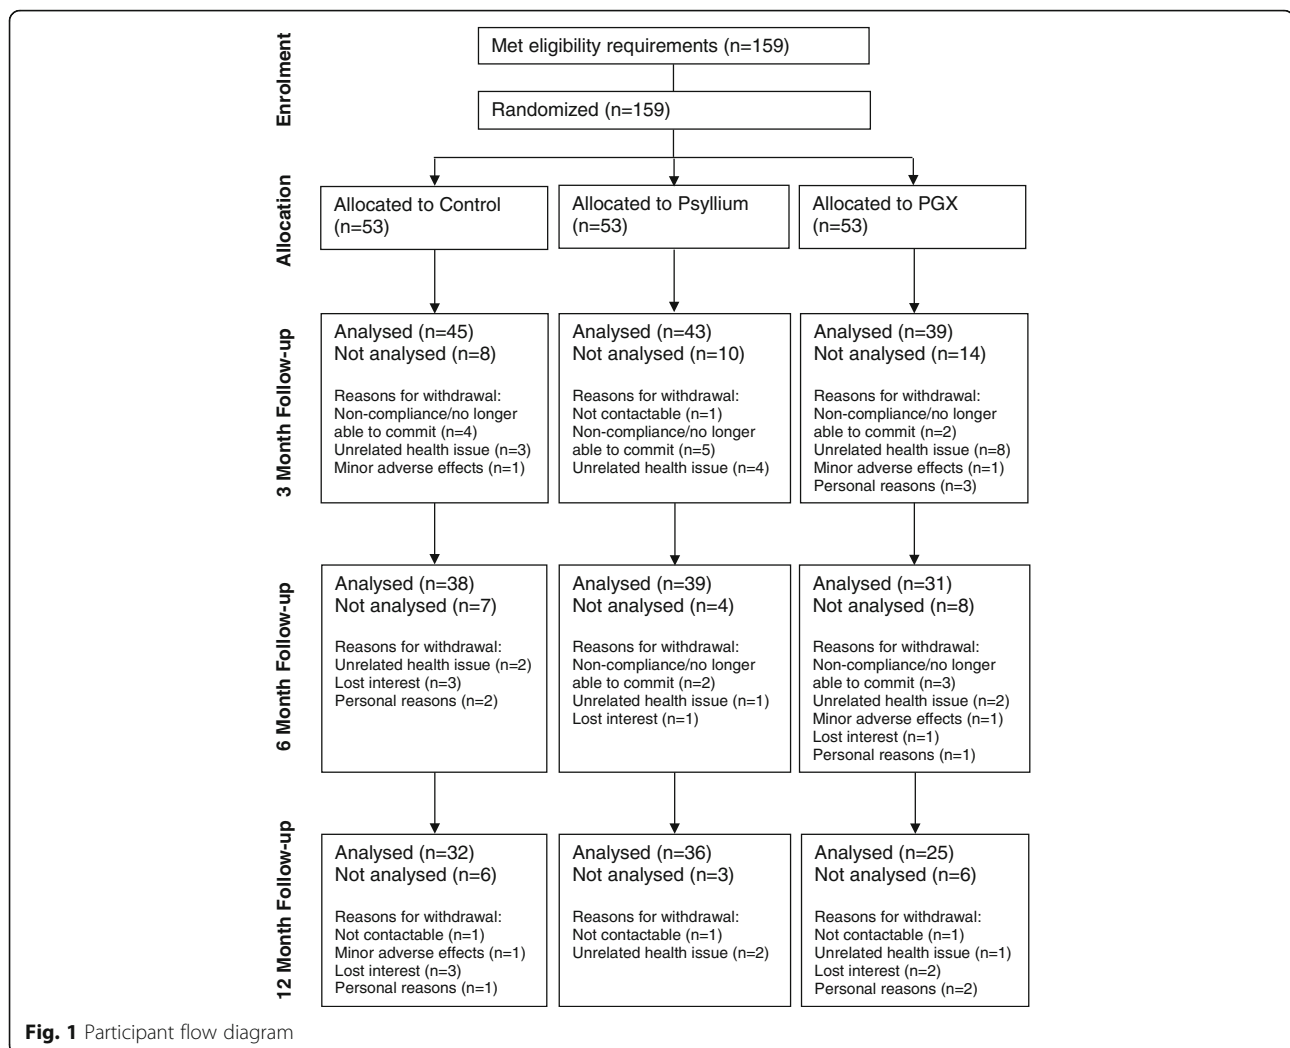 Enrolment
Met eligibility requirements (n=159)
Randomized (n=159)
Allocation
Allocated to Control
(n=53)
Allocated to Psyllium
(n=53)
Allocated to PGX
(n=53)
3 Month Follow-up
Analysed (n=45)
Not analysed (n=8)
Reasons for withdrawal:
Non-compliance/no longer
able to commit (n=4)
Unrelated health issue (n=3)
Minor adverse effects (n=1)
Analysed (n=43)
Not analysed (n=10)
Reasons for withdrawal:
Not contactable (n=1)
Non-compliance/no longer
able to commit (n=5)
Unrelated health issue (n=4)
Analysed (n=39)
Not analysed (n=14)
Reasons for withdrawal:
Non-compliance/no longer
able to commit (n=2)
Unrelated health issue (n=8)
Minor adverse effects (n=1)
Personal reasons (n=3)
6 Month Follow-up
Analysed (n=38)
Not analysed (n=7)
Reasons for withdrawal:
Unrelated health issue (n=2)
Lost interest (n=3)
Personal reasons (n=2)
Analysed (n=39)
Not analysed (n=4)
Reasons for withdrawal:
Non-compliance/no longer
able to commit (n=2)
Unrelated health issue (n=1)
Lost interest (n=1)
Analysed (n=31)
Not analysed (n=8)
Reasons for withdrawal:
Non-compliance/no longer
able to commit (n=3)
Unrelated health issue (n=2)
Minor adverse effects (n=1)
Lost interest (n=1)
Personal reasons (n=1)
12 Month Follow-up
Analysed (n=32)
Not analysed (n=6)
Reasons for withdrawal:
Not contactable (n=1)
Minor adverse effects (n=1)
Lost interest (n=3)
Personal reasons (n=1)
Analysed (n=36)
Not analysed (n=3)
Reasons for withdrawal:
Not contactable (n=1)
Unrelated health issue (n=2)
Analysed (n=25)
Not analysed (n=6)
Reasons for withdrawal:
Not contactable (n=1)
Unrelated health issue (n=1)
Lost interest (n=2)
Personal reasons (n=2)
Fig. 1 Participant flow diagram